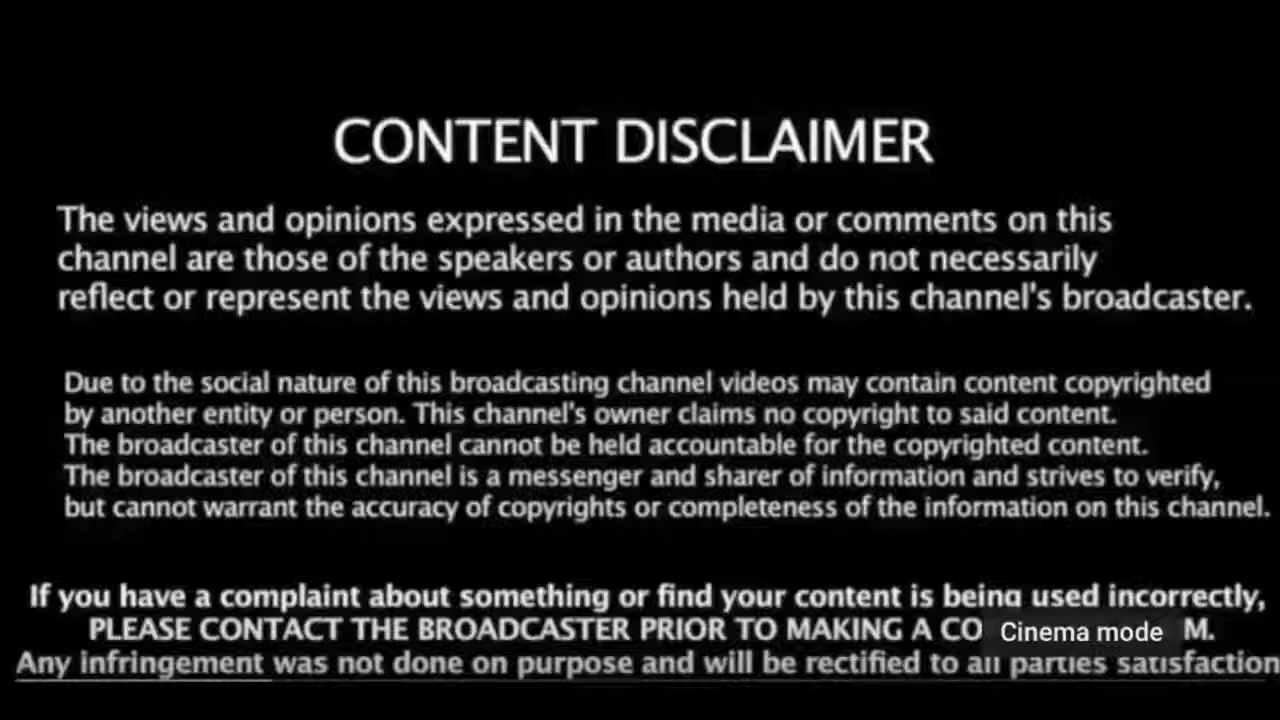 CONTENT DISCLAIMER
The views and opinions expressed in the media or comments on this
channel are those of the speakers or authors and do not necessarily
reflect or represent the views and opinions held by this channel's broadcaster.
Due to the social nature of this broadcasting channel videos may contain content copyrighted
by another entity or person. This channel's owner claims no copyright to said content.
The broadcaster of this channel cannot be held accountable for the copyrighted content.
The broadcaster of this channel is a messenger and sharer of information and strives to verify,
but cannot warrant the accuracy of copyrights or completeness of the information on this channel.
If you have a complaint about something or find your content is being used incorrectly,
PLEASE CONTACT THE BROADCASTER PRIOR TO MAKING A
Cinema mode
Any infringement was not done on purpose and will be rectified to all parties satisfaction